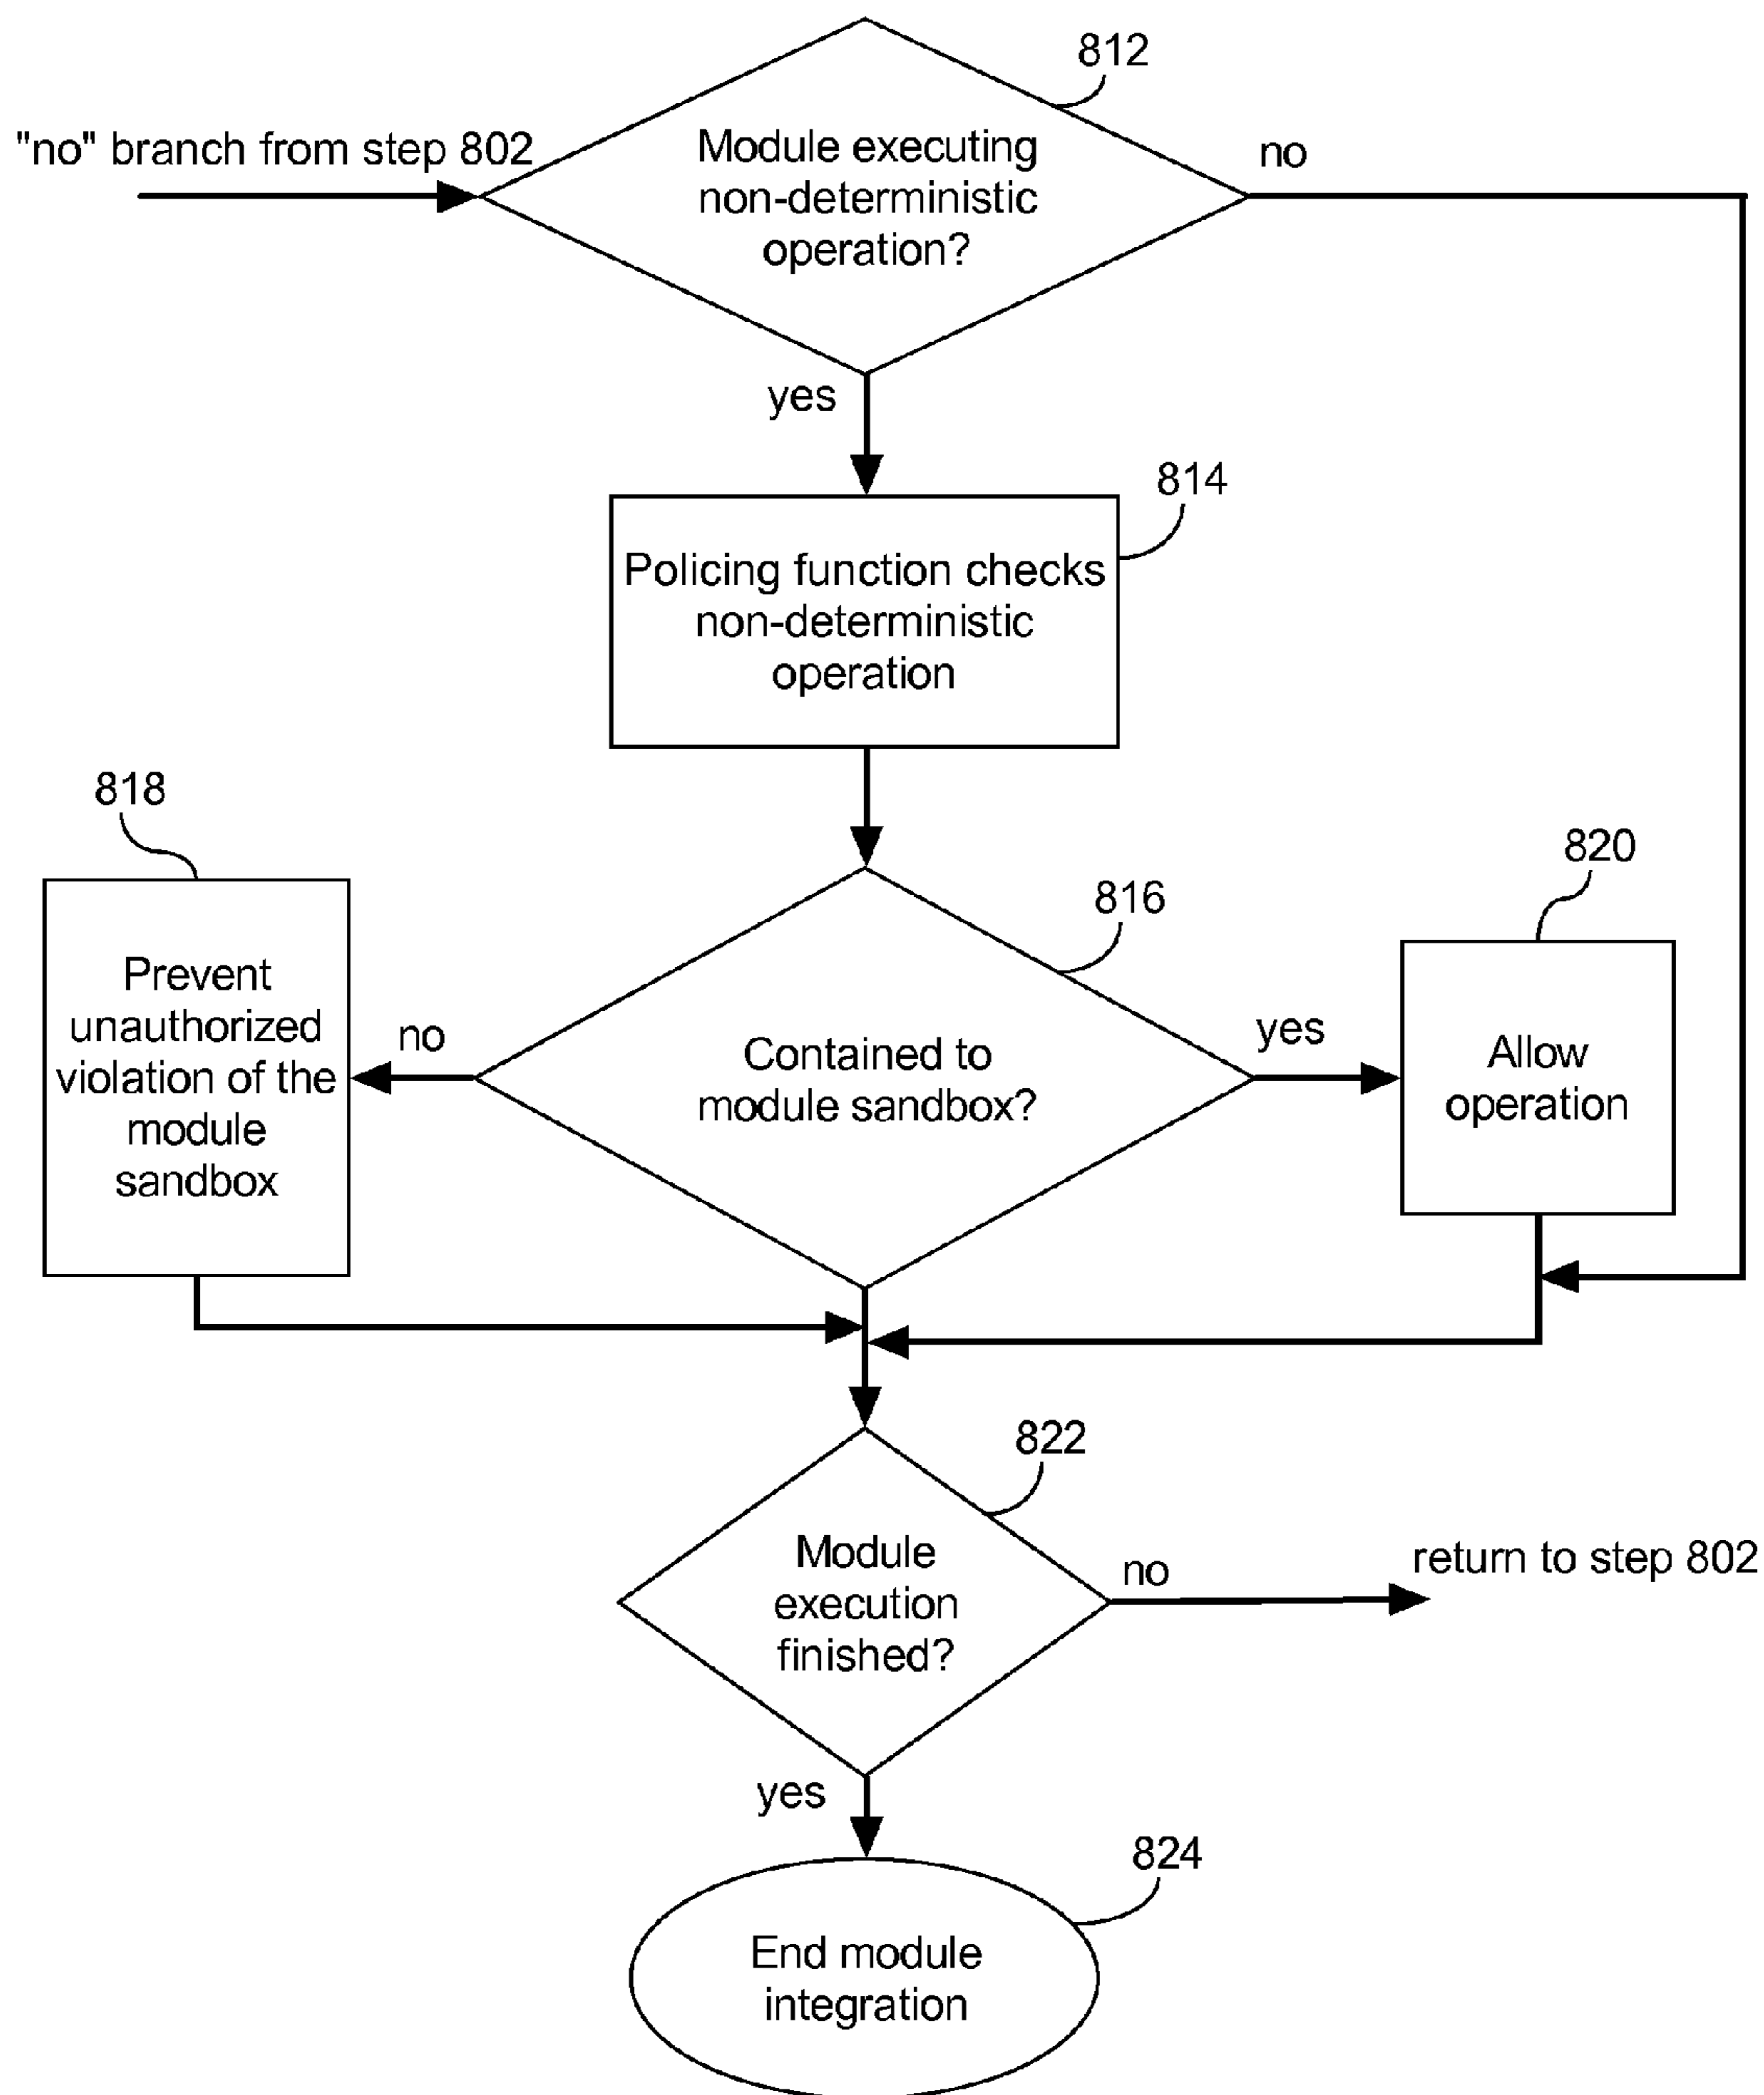 812
"no" branch from step 802
Module executing
non-deterministic
operation?
no
yes
814
Policing function checks
non-deterministic
operation
818
820
816
Prevent
unauthorized
violation of the
module
sandbox
no
Contained to
module sandbox?
yes
Allow
operation
822
Module
execution
finished?
no
return to step 802
yes
824
End module
integration